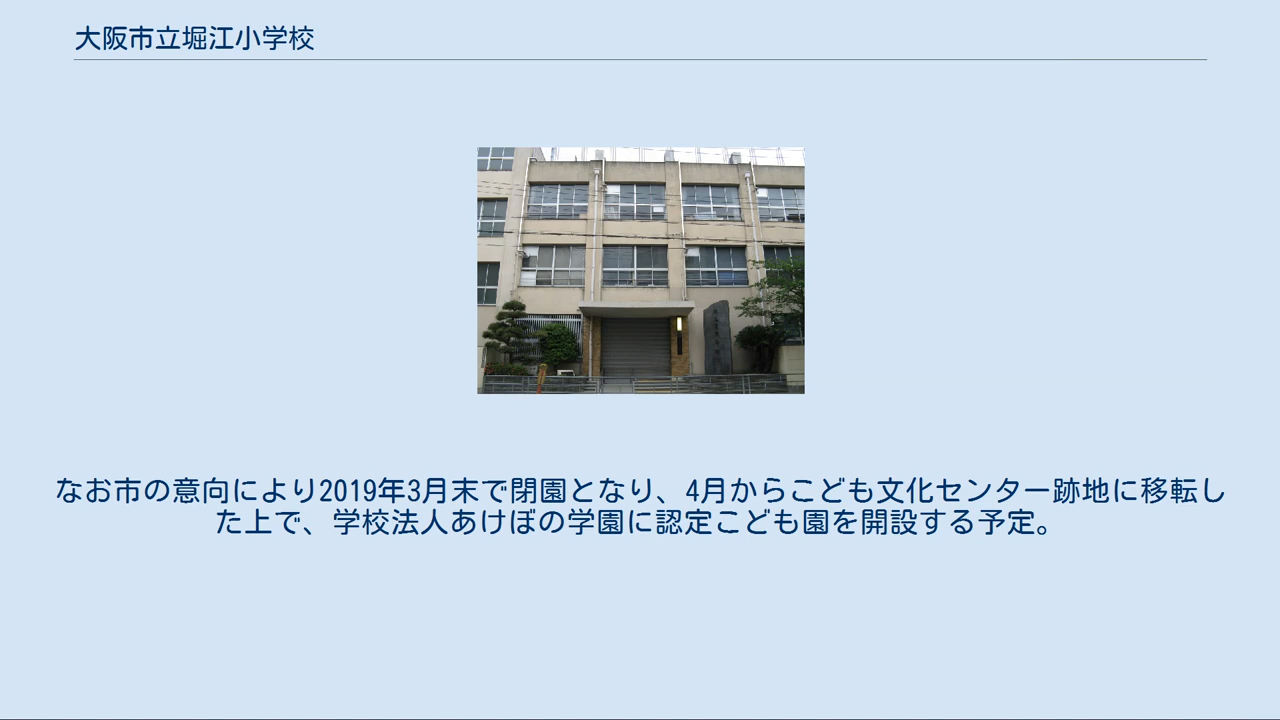 大阪市立堀江小学校
なお市の意向により2019年3月末で閉園となり、4月からこども文化センター跡地に移転し
た上で、学校法人あけぼの学園に認定こども園を開設する予定。